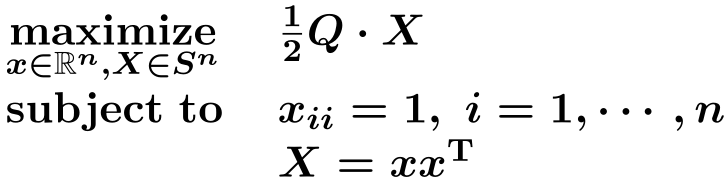 maximize ½Q · X
x∈ℝⁿ,X∈Sⁿ
subject to xᵢᵢ = 1, i = 1, ··· , n
X = xxᵀ